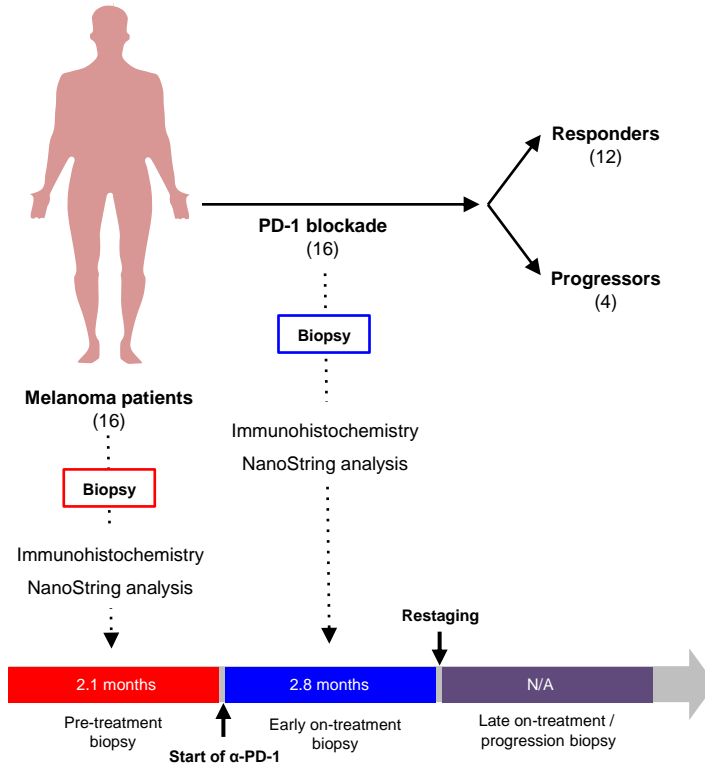 Responders
(12)
PD-1 blockade
(16)
Progressors
(4)
Biopsy
Melanoma patients
(16)
Immunohistochemistry
NanoString analysis
Biopsy
Immunohistochemistry
NanoString analysis
Restaging
2.1 months
2.8 months
N/A
Pre-treatment
biopsy
Start of α-PD-1
Early on-treatment
biopsy
Late on-treatment /
progression biopsy